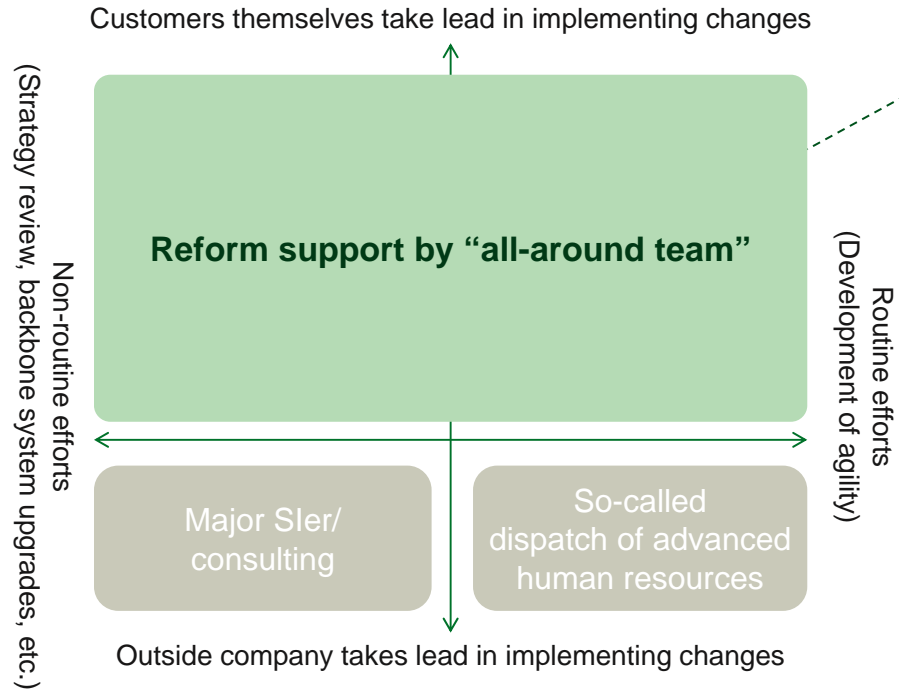 Customers themselves take lead in implementing changes
Non-routine efforts
(Strategy review, backbone system upgrades, etc.)
Reform support by “all-around team”
Routine efforts
(Development of agility)
Major SIer/
consulting
So-called
dispatch of advanced
human resources
Outside company takes lead in implementing changes